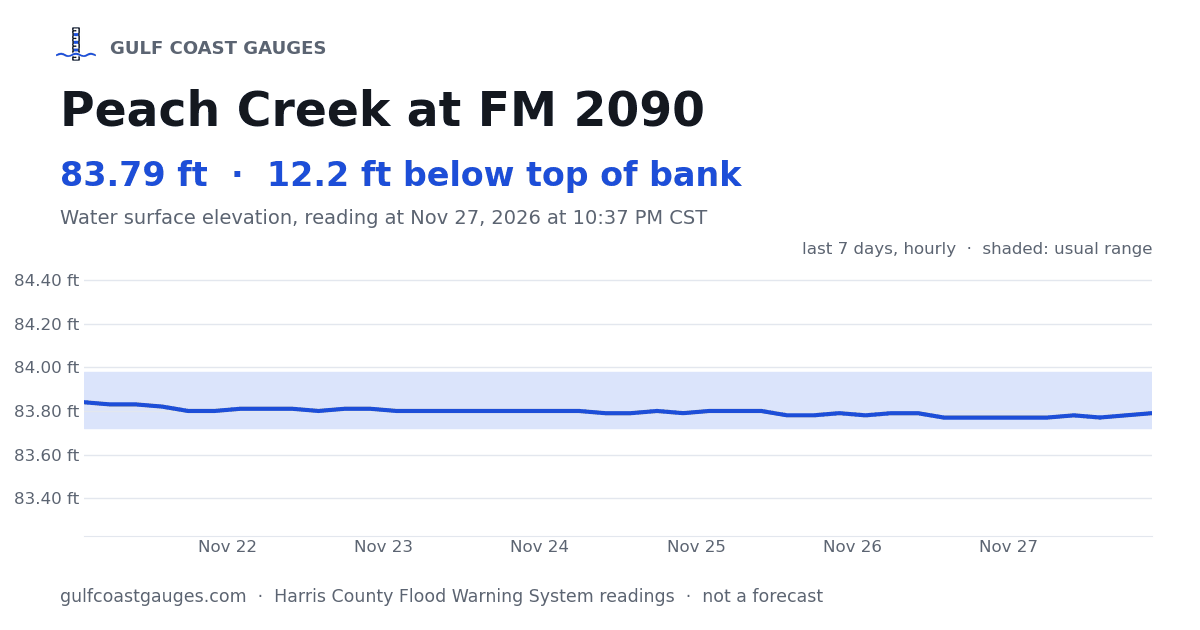 GULF COAST GAUGES
Peach Creek at FM 2090
83.79 ft · 12.2 ft below top of bank
Water surface elevation, reading at Nov 27, 2026 at 10:37 PM CST
last 7 days, hourly · shaded: usual range
84.40 ft
84.20 ft
84.00 ft
83.80 ft
83.60 ft
83.40 ft
Nov 22 Nov 23 Nov 24 Nov 25 Nov 26 Nov 27
gulfcoastgauges.com · Harris County Flood Warning System readings · not a forecast